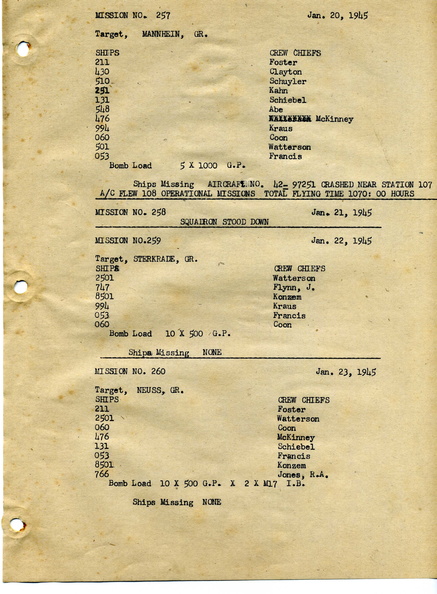 MISSION NO. 257 Jan. 20, 1945
Target, MANNHEIN, GR.
SHIPS CREW CHIEFS
211 Foster
430 Clayton
510 Schuyler
251 Kahn
131 Schiebel
548 Abe
476 McKinney
994 Kraus
060 Coon
501 Watterson
053 Francis
Bomb Load 5 X 1000 G.P.
Ships Missing AIRCRAFT NO. 42- 97251 CRASHED NEAR STATION 107
A/C FLEW 108 OPERATIONAL MISSIONS TOTAL FLYING TIME 1070: 00 HOURS
MISSION NO. 258 Jan. 21, 1945
SQUAIRON STOOD DOWN
MISSION NO.259 Jan. 22, 1945
Target, STERKRADE, GR.
SHIPS CREW CHIEFS
2501 Watterson
747 Flynn, J.
8501 Konzem
994 Kraus
053 Francis
060 Coon
Bomb Load 10 X 500 G.P.
Ships Missing NONE
MISSION NO. 260 Jan. 23, 1945
Target, NEUSS, GR.
SHIPS CREW CHIEFS
211 Foster
2501 Watterson
060 Coon
476 McKinney
131 Schiebel
053 Francis
8501 Konzem
766 Jones, R.A.
Bomb Load 10 X 500 G.P. X 2 X M17 I.B.
Ships Missing NONE